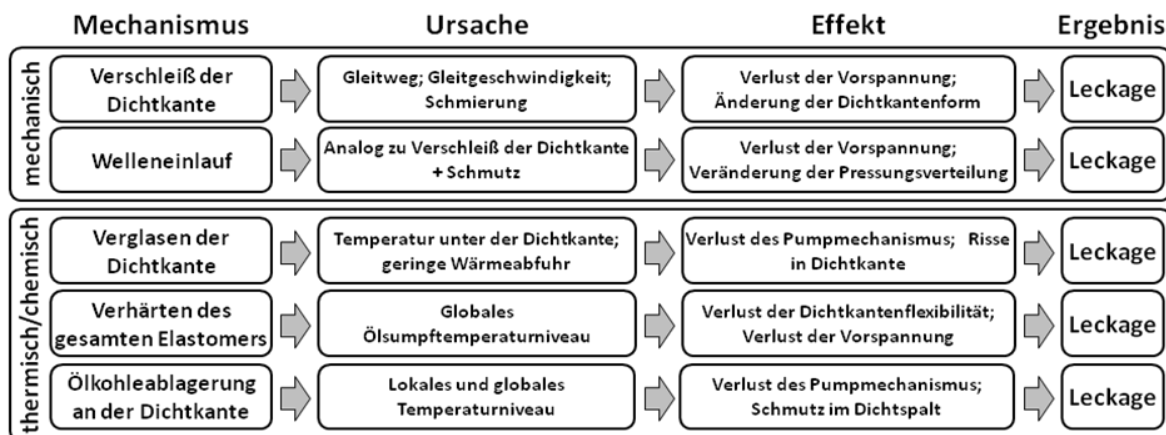 Mechanismus Ursache Effekt Ergebnis
mechanisch
Verschleiß der
Dichtkante
Gleitweg; Gleitgeschwindigkeit;
Schmierung
Verlust der Vorspannung;
Änderung der Dichtkantenform
Leckage
Welleneinlauf
Analog zu Verschleiß der Dichtkante
+ Schmutz
Verlust der Vorspannung;
Veränderung der Pressungsverteilung
Leckage
thermisch/chemisch
Verglasen der
Dichtkante
Temperatur unter der Dichtkante;
geringe Wärmeabfuhr
Verlust des Pumpmechanismus; Risse
in Dichtkante
Leckage
Verhärten des
gesamten Elastomers
Globales
Ölsumpftemperaturniveau
Verlust der Dichtkantenflexibilität;
Verlust der Vorspannung
Leckage
Ölkohleablagerung
an der Dichtkante
Lokales und globales
Temperaturniveau
Verlust des Pumpmechanismus;
Schmutz im Dichtspalt
Leckage